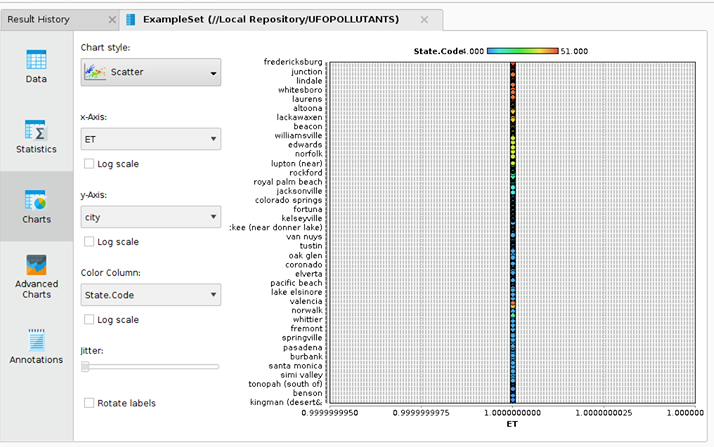 Result History
ExampleSet (//Local Repository/UFOPOLLUTANTS)
Data
Statistics
Charts
Advanced
Charts
Annotations
Chart style:
Scatter
x-Axis:
ET
Log scale
y-Axis:
city
Log scale
Color Column:
State.Code
Log scale
Jitter:
Rotate labels
State.Code 4.000 51.000
fredericksburg
junction
lindale
whitesboro
laurens
altoona
lackawaxen
beacon
williamsville
edwards
norfolk
lupton (near)
rockford
royal palm beach
jacksonville
colorado springs
fortuna
kelseyville
:kee (near donner lake)
van nuys
tustin
oak glen
coronado
elverta
pacific beach
lake elsinore
valencia
norwalk
whittier
fremont
springville
pasadena
burbank
santa monica
simi valley
tonopah (south of)
benson
kingman (desert&
0.9999999950 0.9999999975 1.0000000000 1.0000000025 1.000000
ET